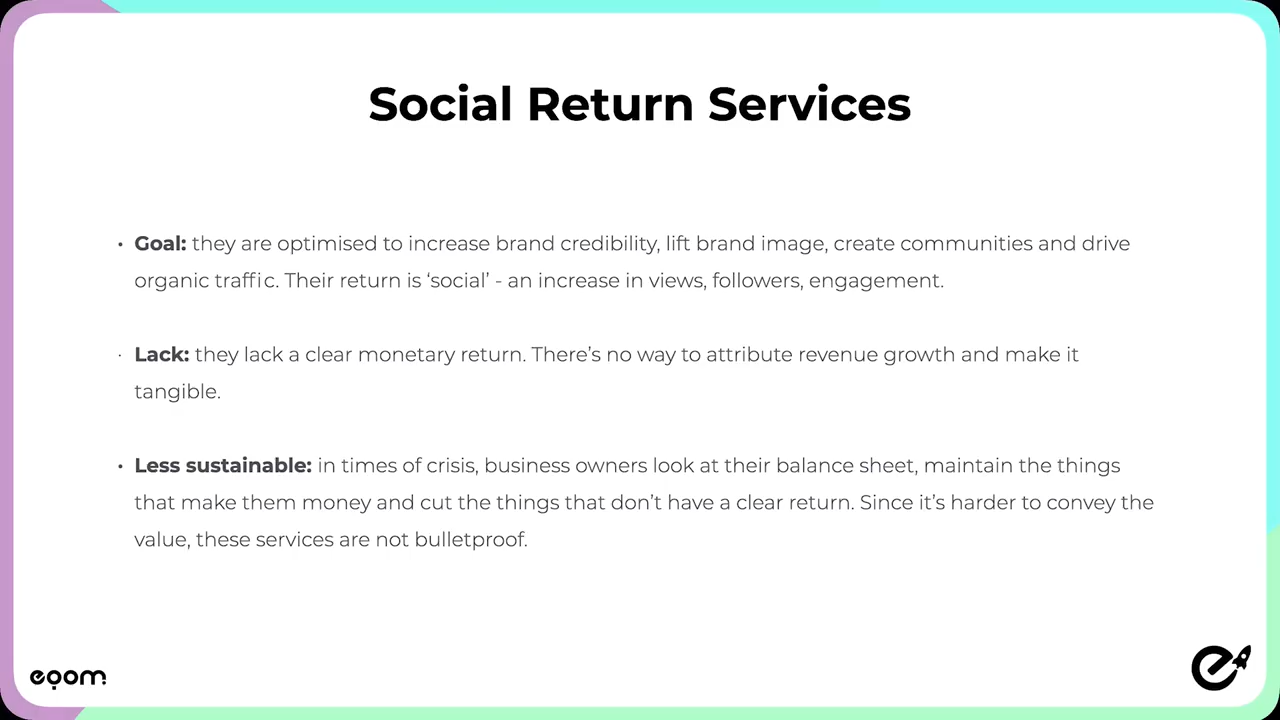 Social Return Services
• Goal: they are optimised to increase brand credibility, lift brand image, create communities and drive
organic traffic. Their return is ‘social’ - an increase in views, followers, engagement.
· Lack: they lack a clear monetary return. There’s no way to attribute revenue growth and make it
tangible.
• Less sustainable: in times of crisis, business owners look at their balance sheet, maintain the things
that make them money and cut the things that don’t have a clear return. Since it’s harder to convey the
value, these services are not bulletproof.
eqom
e